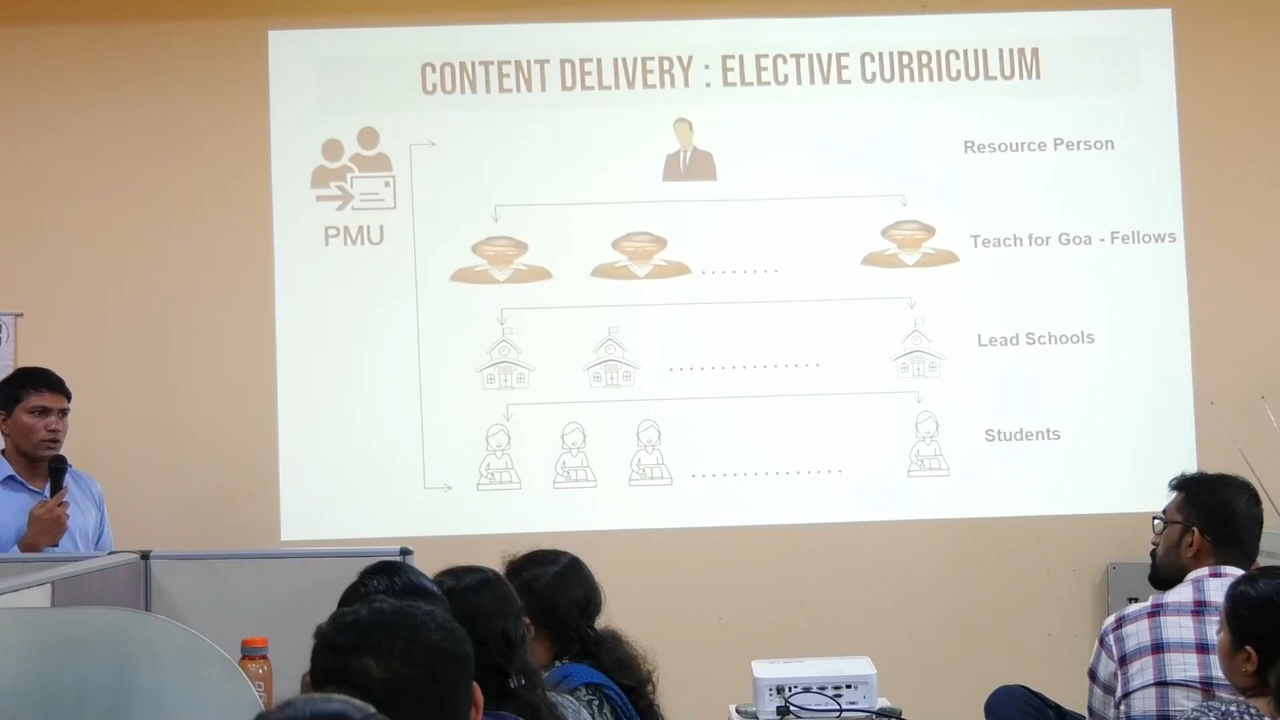 CONTENT DELIVERY : ELECTIVE CURRICULUM
Resource Person
PMU
Teach for Goa - Fellows
Lead Schools
Students